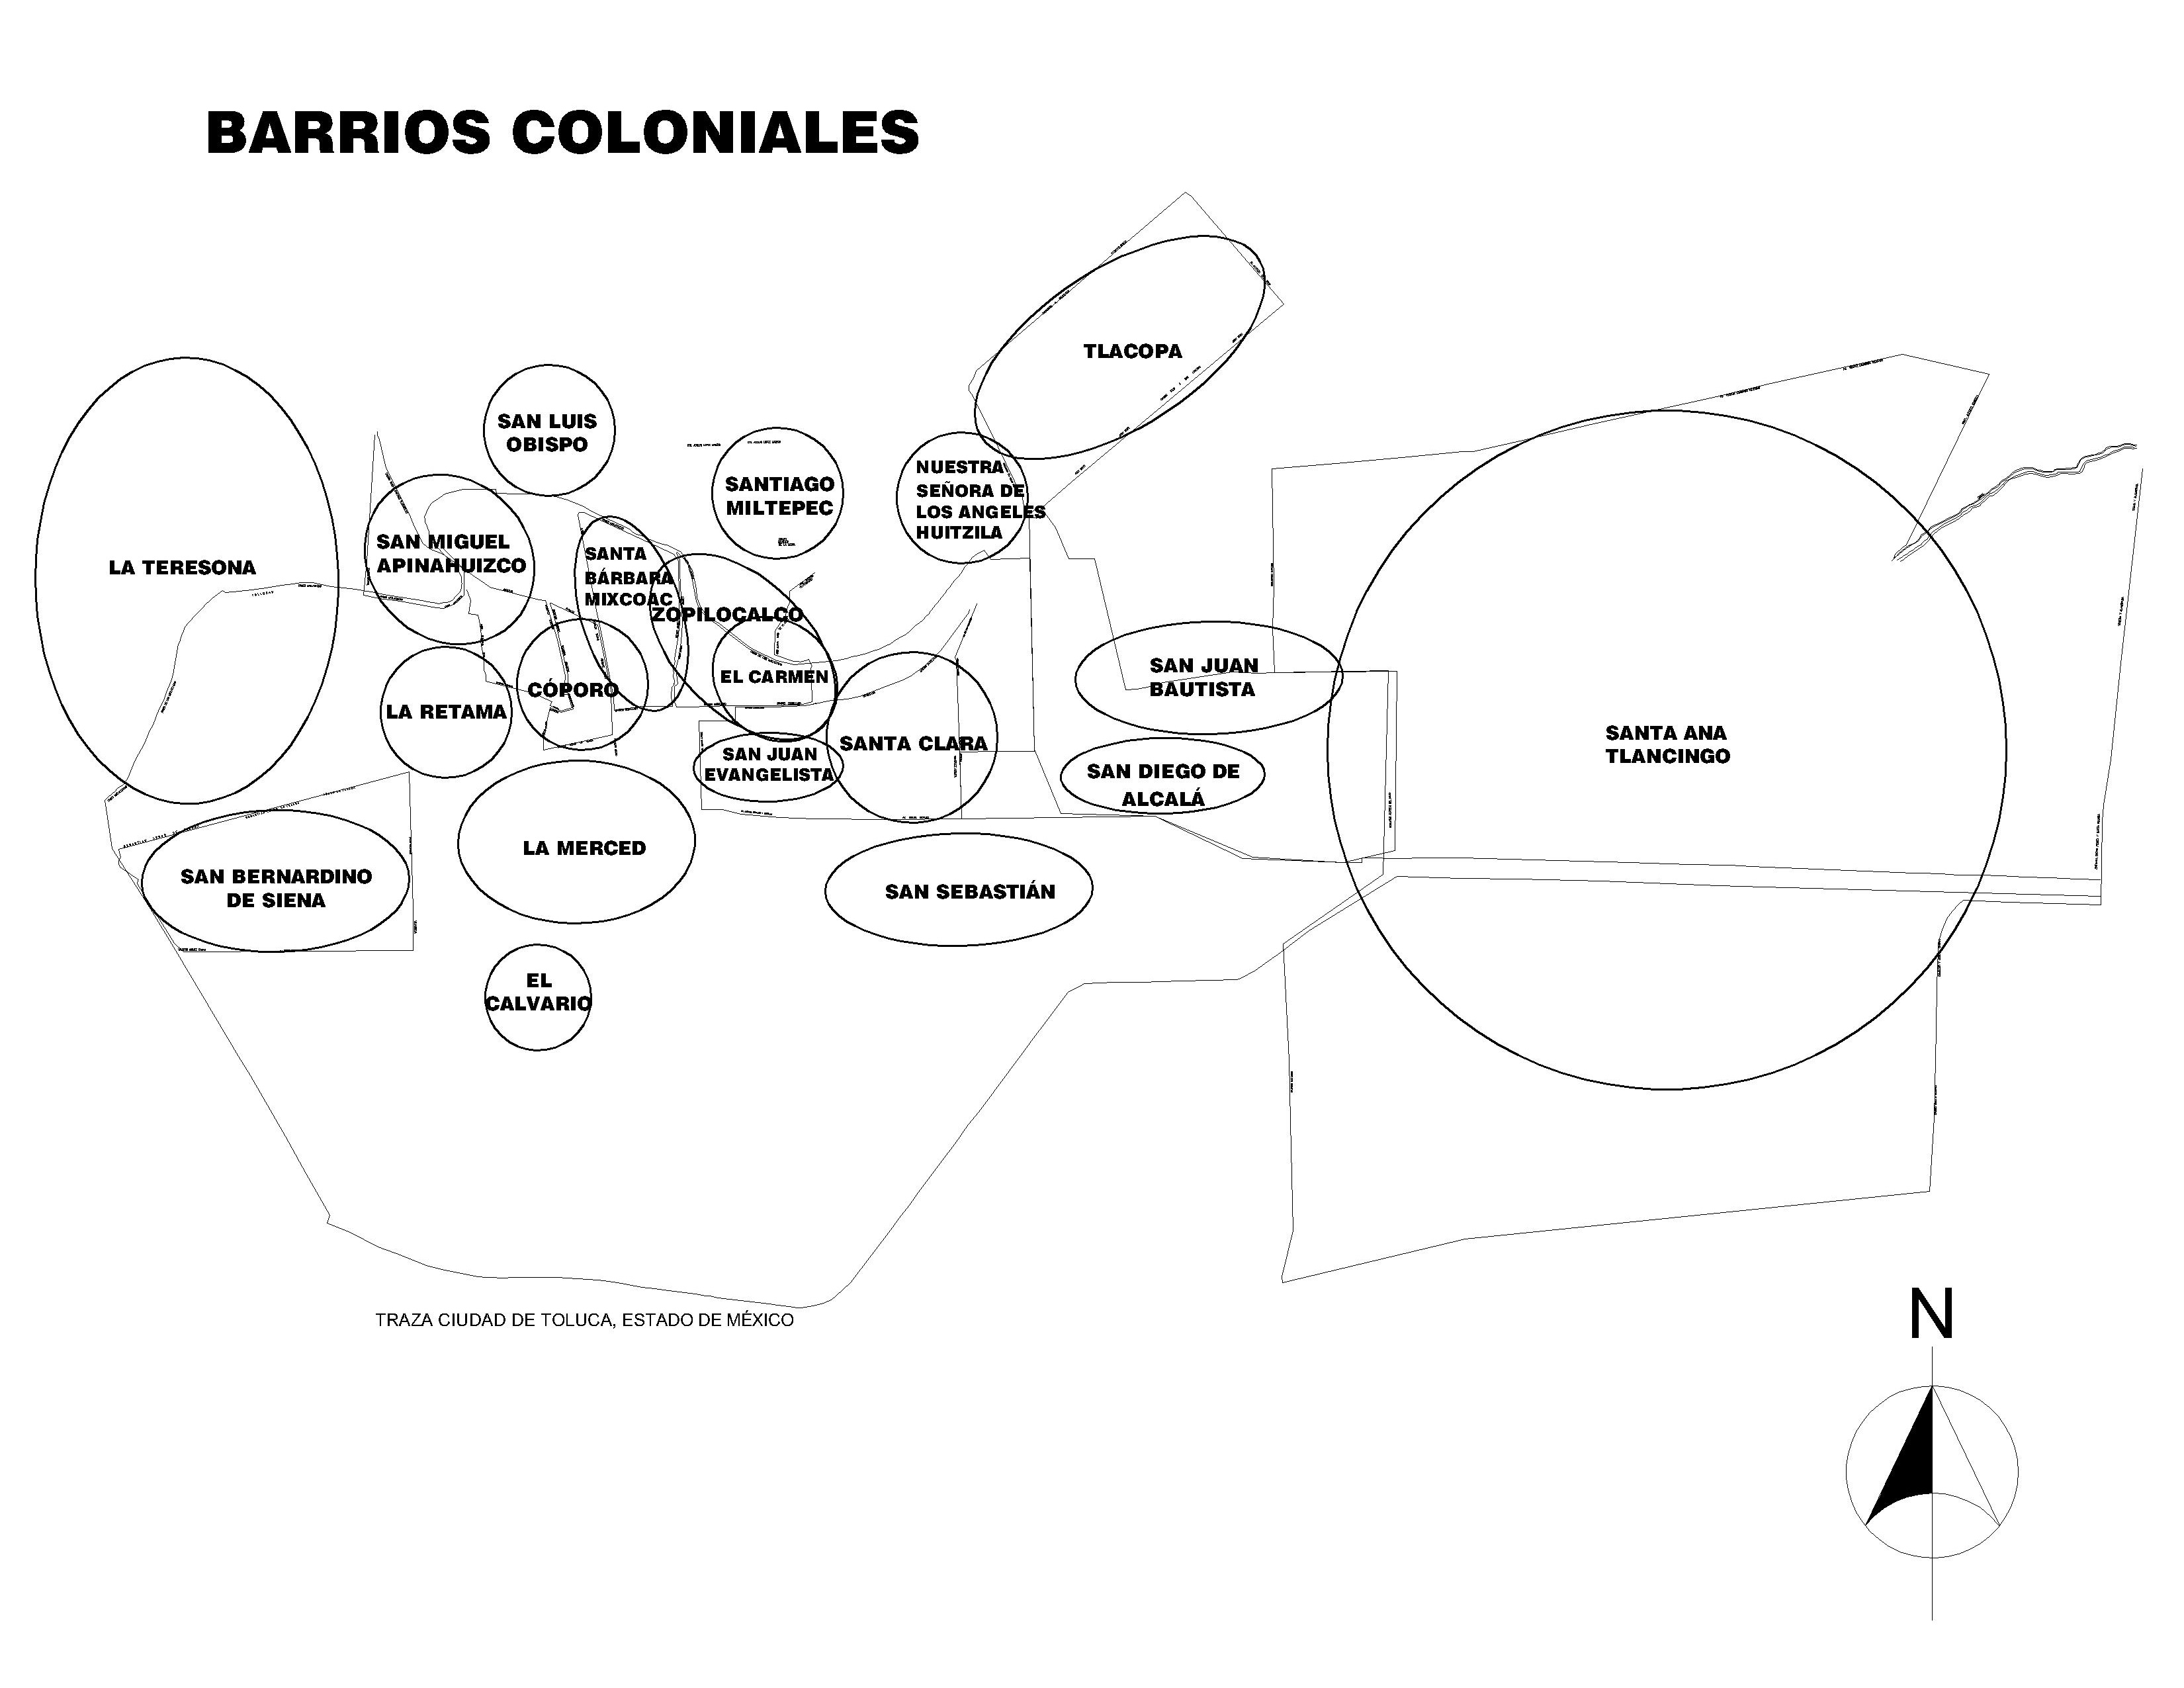 BARRIOS COLONIALES
TLACOPA
SAN LUIS
OBISPO
NUESTRA
SEÑORA DE
LOS ANGELES
HUITZILA
SANTIAGO
MILTEPEC
SAN MIGUEL
APINAHUIZCO
SANTA
BÁRBARA
MIXCOAC
LA TERESONA
ZOPILOCALCO
EL CARMEN
SAN JUAN
BAUTISTA
CÓPORO
LA RETAMA
SANTA CLARA
SANTA ANA
TLANCINGO
SAN JUAN
EVANGELISTA
SAN DIEGO DE
ALCALÁ
LA MERCED
SAN BERNARDINO
DE SIENA
SAN SEBASTIÁN
EL
CALVARIO
TRAZA CIUDAD DE TOLUCA, ESTADO DE MÉXICO
N